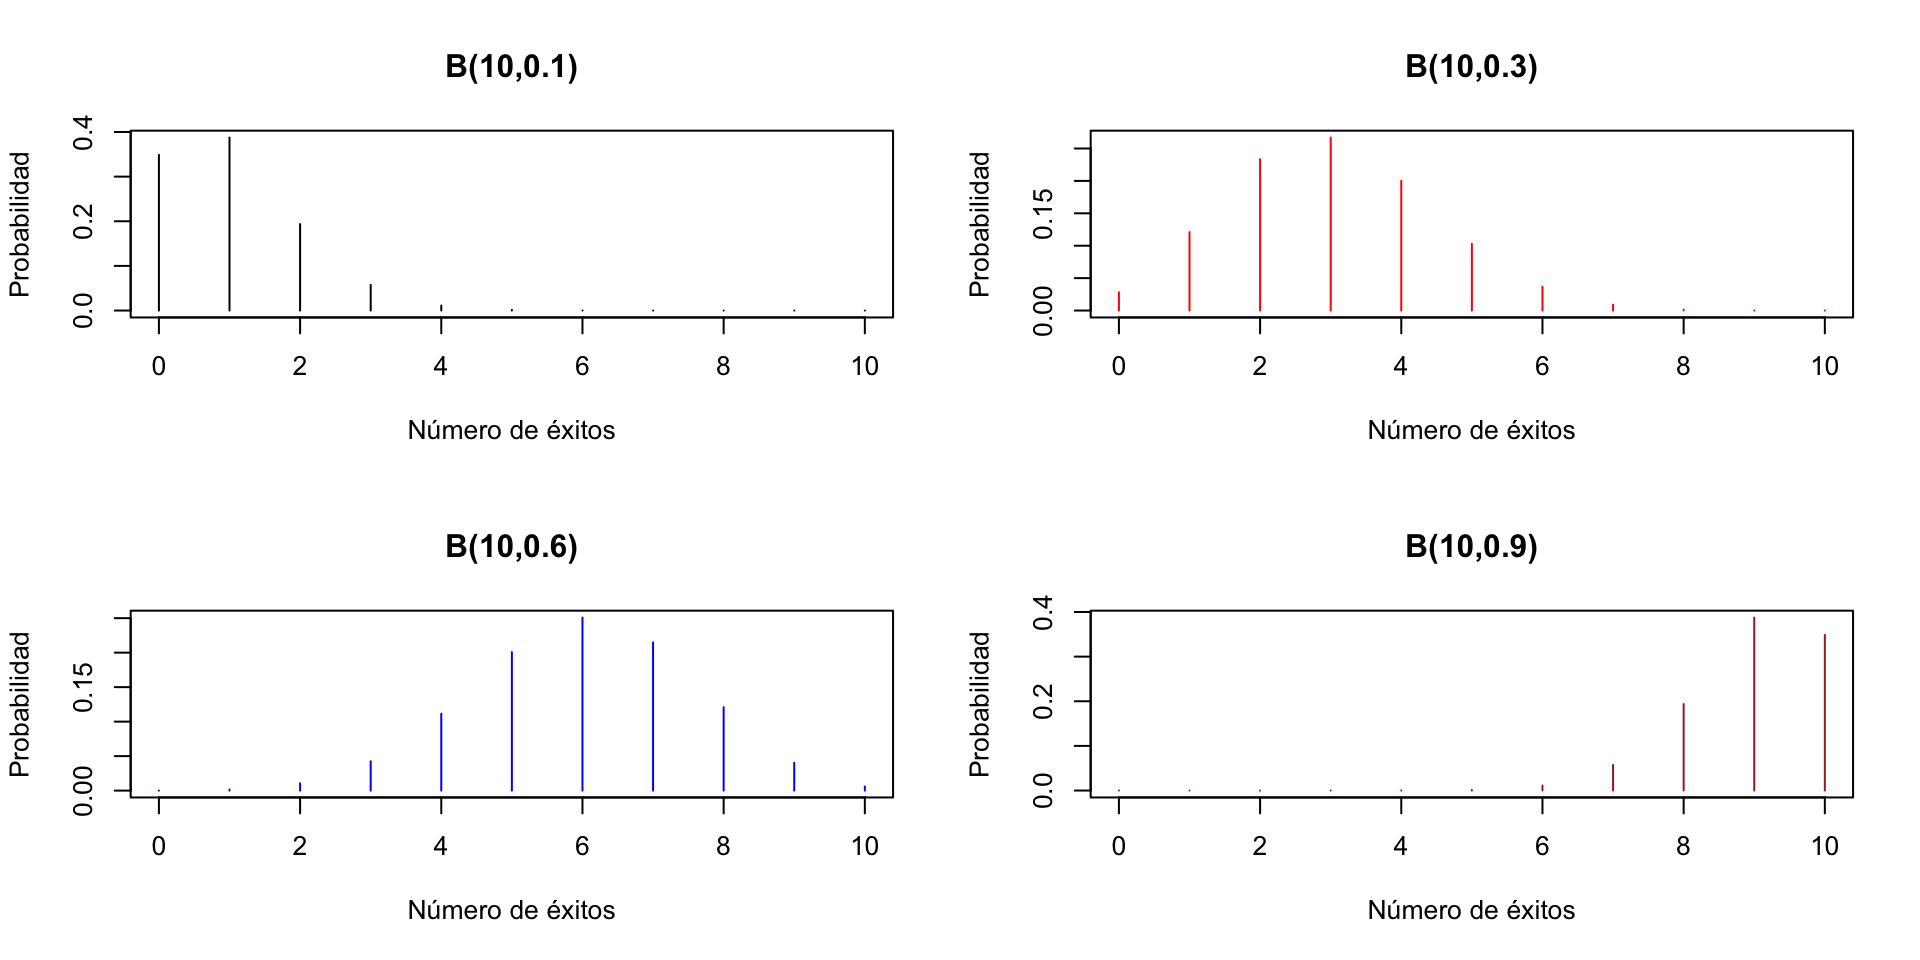 B(10,0.1)
Probabilidad
0.0 0.2 0.4
0 2 4 6 8 10
Número de éxitos
B(10,0.3)
Probabilidad
0.00 0.15
0 2 4 6 8 10
Número de éxitos
B(10,0.6)
Probabilidad
0.00 0.15
0 2 4 6 8 10
Número de éxitos
B(10,0.9)
Probabilidad
0.0 0.2 0.4
0 2 4 6 8 10
Número de éxitos